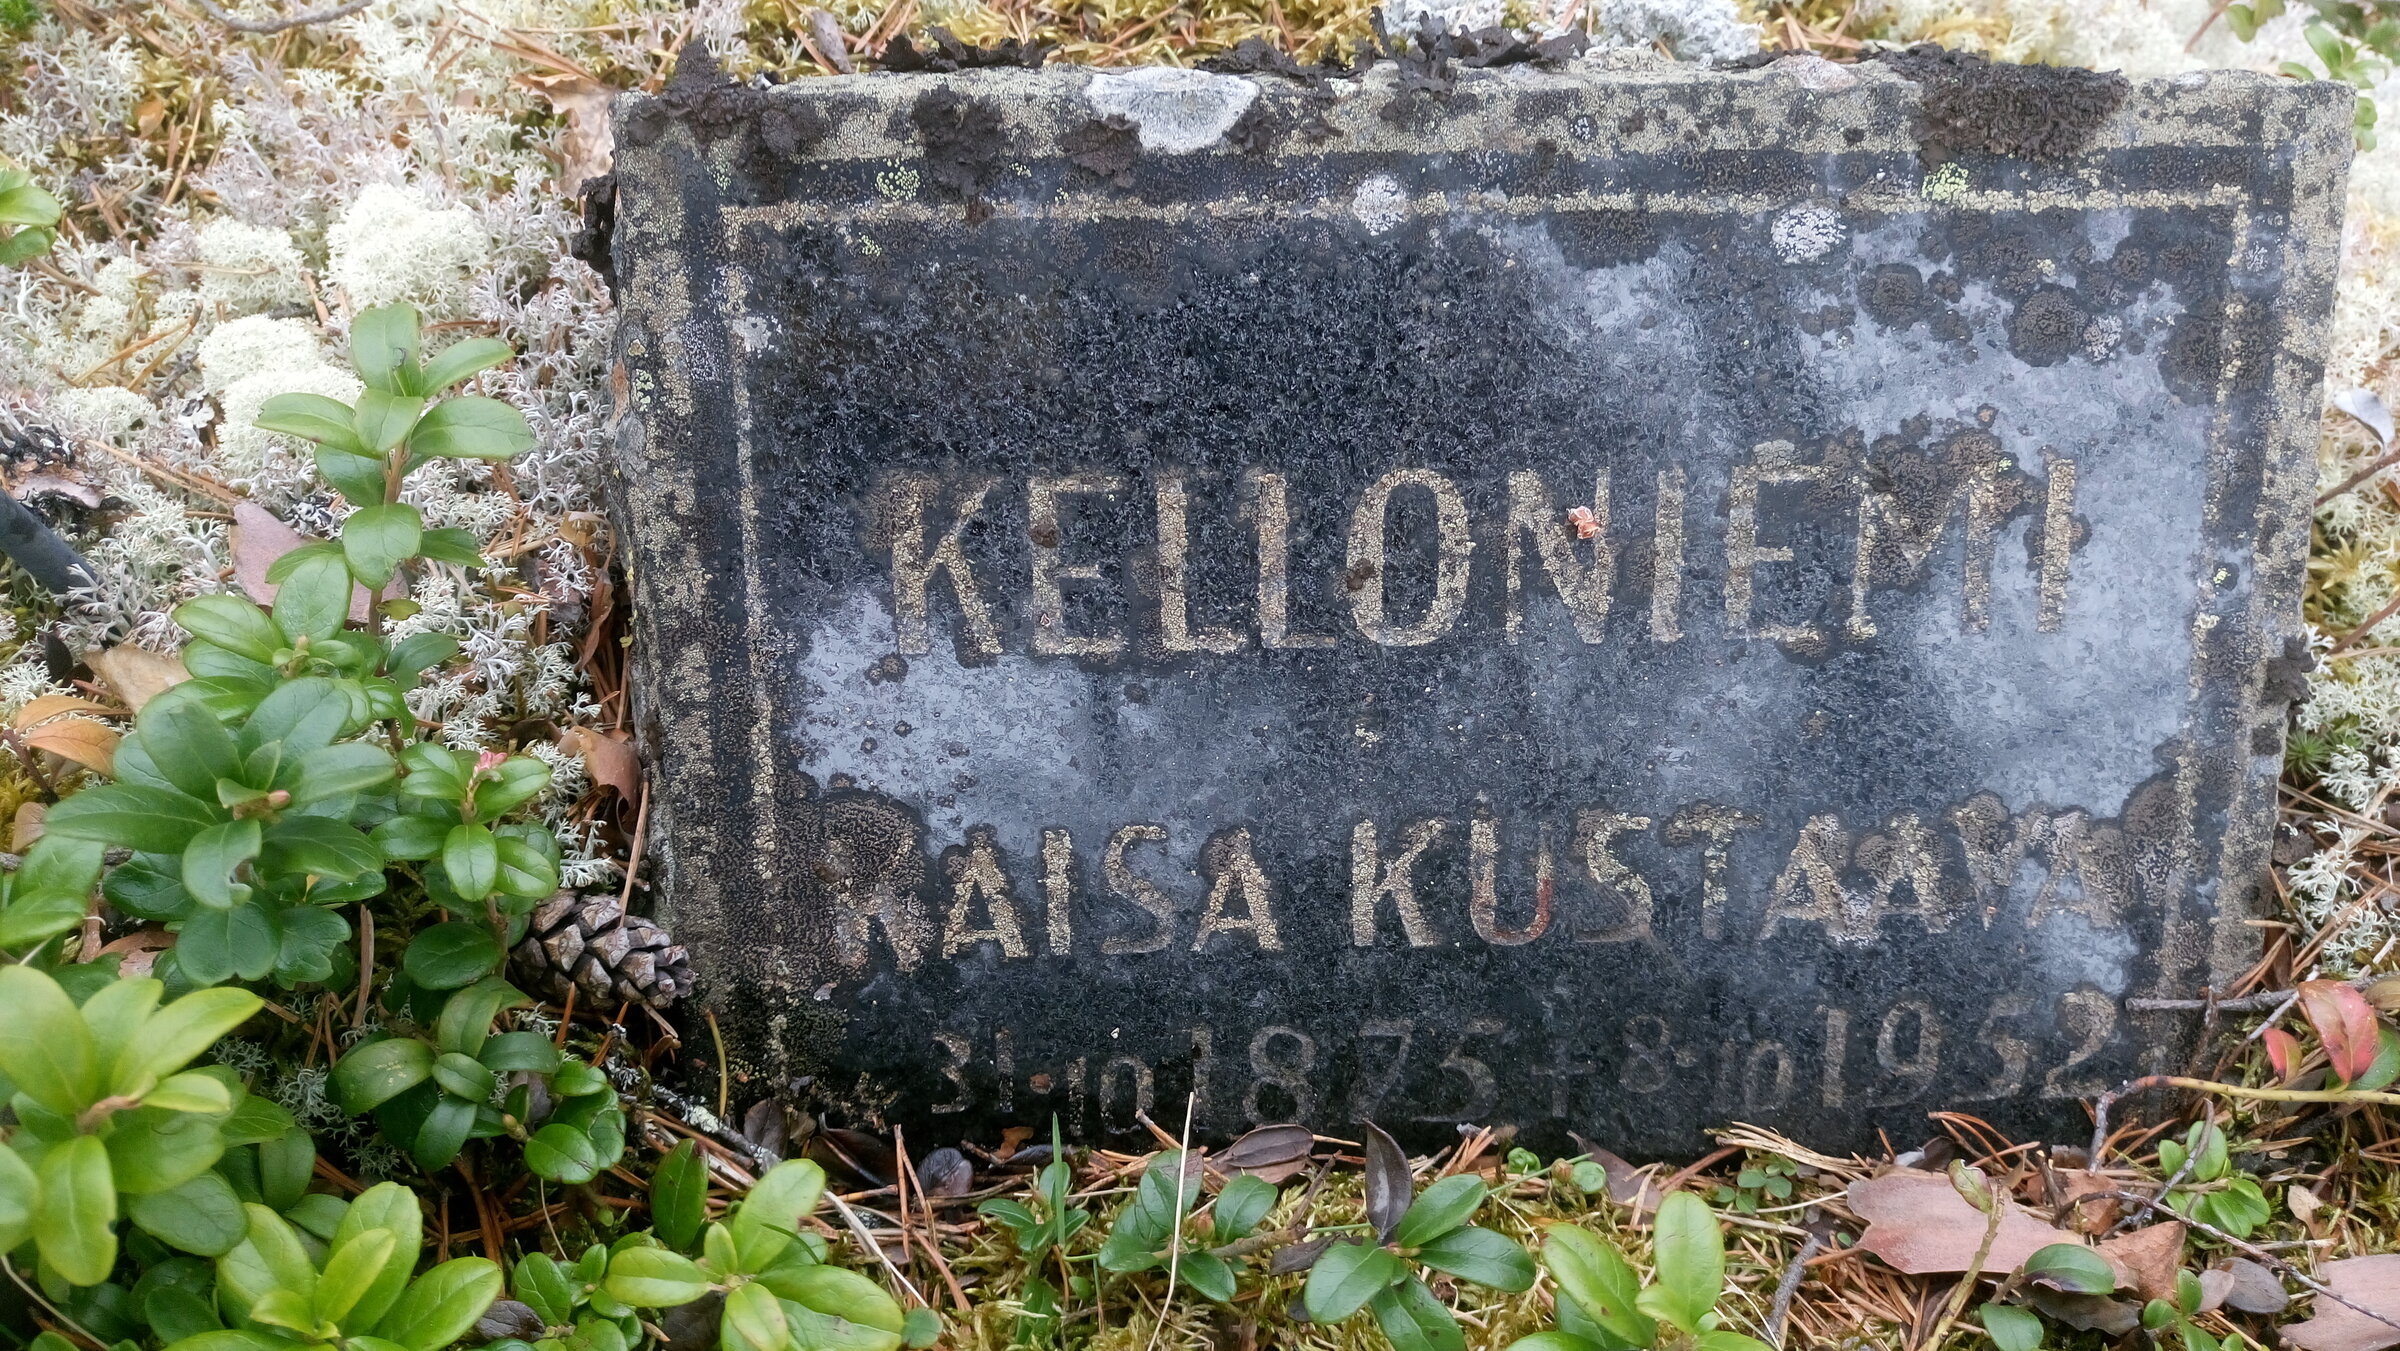 KELLONIEMI
RAISA KUSTAAVA
31.10 1875 + 8.10 1952